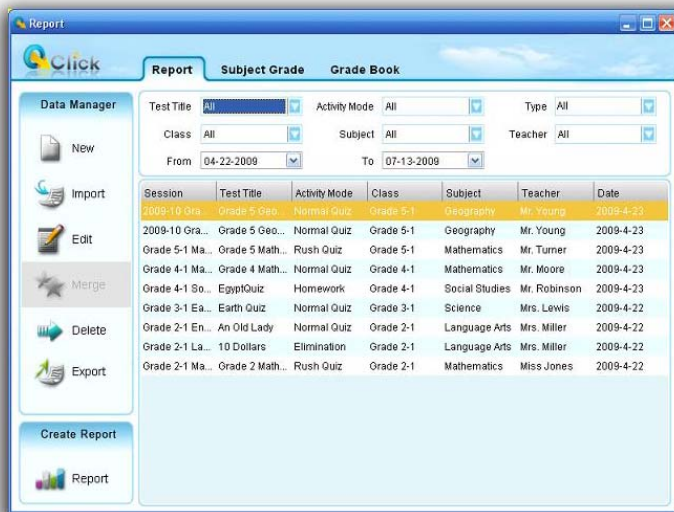 Report
QClick
Report Subject Grade Grade Book
Data Manager
New
Import
Edit
Merge
Delete
Export
Create Report
Report
Test Title All Activity Mode All Type All
Class All Subject All Teacher All
From 04-22-2009 To 07-13-2009
Session Test Title Activity Mode Class Subject Teacher Date
2009-10 Gra... Grade 5 Geo... Normal Quiz Grade 5-1 Geography Mr. Young 2009-4-23
2009-10 Gra... Grade 5 Geo... Normal Quiz Grade 5-1 Geography Mr. Young 2009-4-23
Grade 5-1 Ma... Grade 5 Math... Rush Quiz Grade 5-1 Mathematics Mr. Turner 2009-4-23
Grade 4-1 Ma... Grade 4 Math... Normal Quiz Grade 4-1 Mathematics Mr. Moore 2009-4-23
Grade 4-1 So... EgyptQuiz Homework Grade 4-1 Social Studies Mr. Robinson 2009-4-23
Grade 3-1 Ea... Earth Quiz Normal Quiz Grade 3-1 Science Mrs. Lewis 2009-4-22
Grade 2-1 En... An Old Lady Normal Quiz Grade 2-1 Language Arts Mrs. Miller 2009-4-22
Grade 2-1 La... 10 Dollars Elimination Grade 2-1 Language Arts Mrs. Miller 2009-4-22
Grade 2-1 Ma... Grade 2 Math... Rush Quiz Grade 2-1 Mathematics Miss Jones 2009-4-22